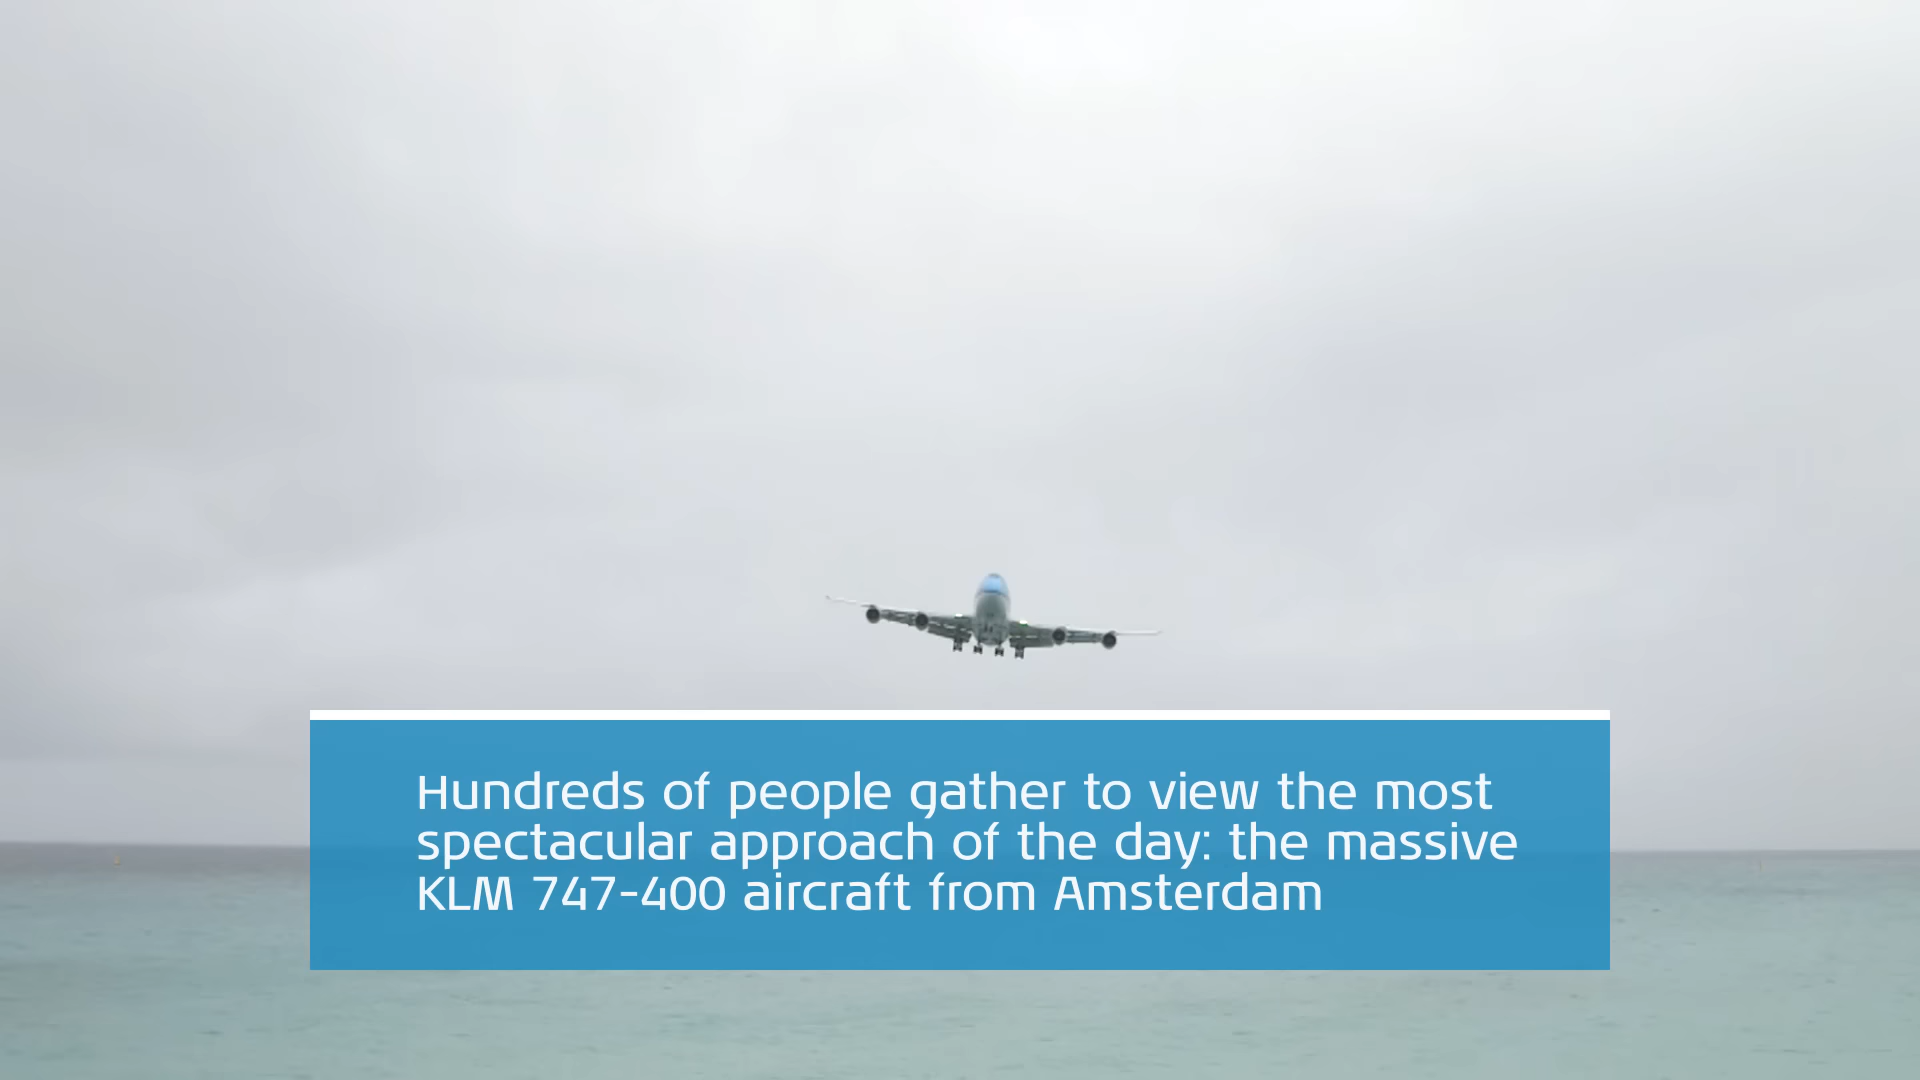 Hundreds of people gather to view the most
spectacular approach of the day: the massive
KLM 747-400 aircraft from Amsterdam